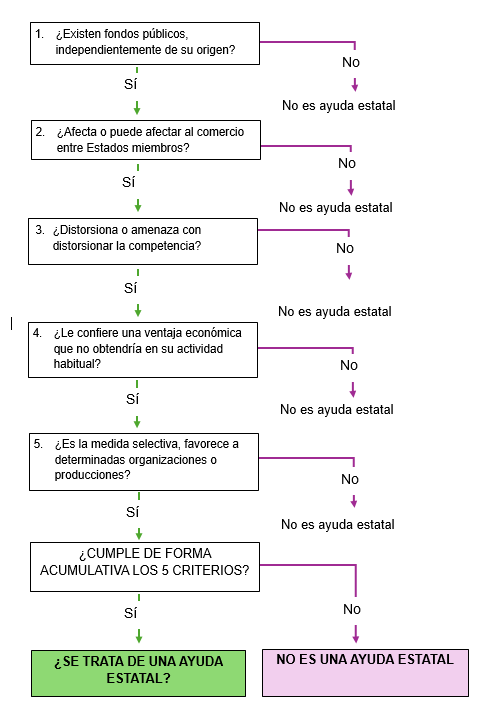 1. ¿Existen fondos públicos,
independientemente de su origen?
No
Sí
No es ayuda estatal
2. ¿Afecta o puede afectar al comercio
entre Estados miembros?
No
Sí
No es ayuda estatal
3. ¿Distorsiona o amenaza con
distorsionar la competencia?
No
Sí
No es ayuda estatal
4. ¿Le confiere una ventaja económica
que no obtendría en su actividad
habitual?
No
Sí
No es ayuda estatal
5. ¿Es la medida selectiva, favorece a
determinadas organizaciones o
producciones?
No
Sí
No es ayuda estatal
¿CUMPLE DE FORMA
ACUMULATIVA LOS 5 CRITERIOS?
No
Sí
¿SE TRATA DE UNA AYUDA
ESTATAL?
NO ES UNA AYUDA ESTATAL